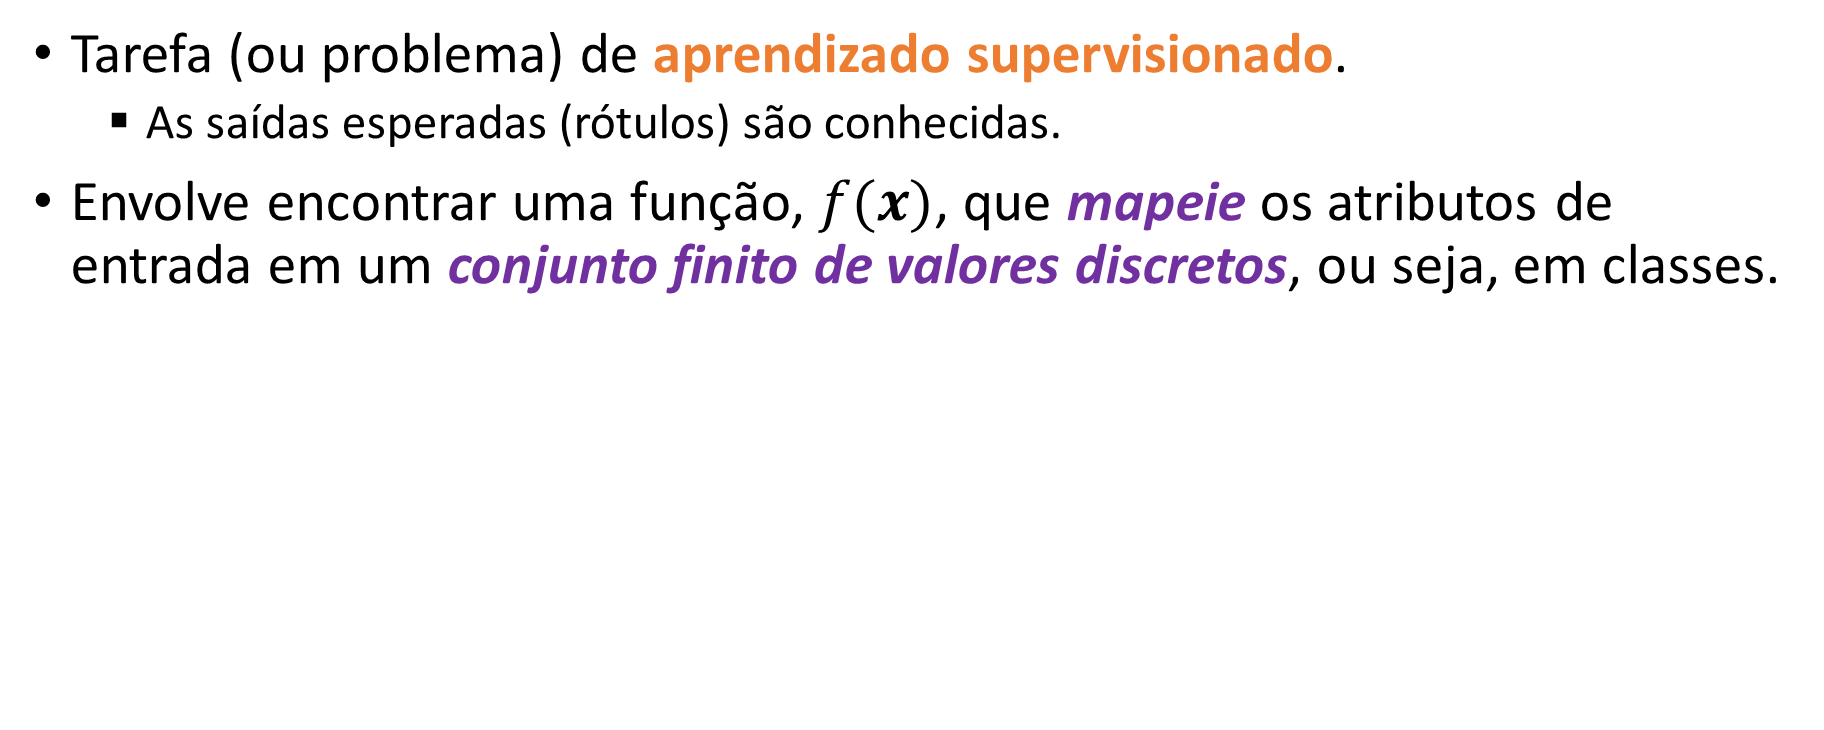 • Tarefa (ou problema) de aprendizado supervisionado.
▪ As saídas esperadas (rótulos) são conhecidas.
• Envolve encontrar uma função, f(x), que mapeie os atributos de
entrada em um conjunto finito de valores discretos, ou seja, em classes.